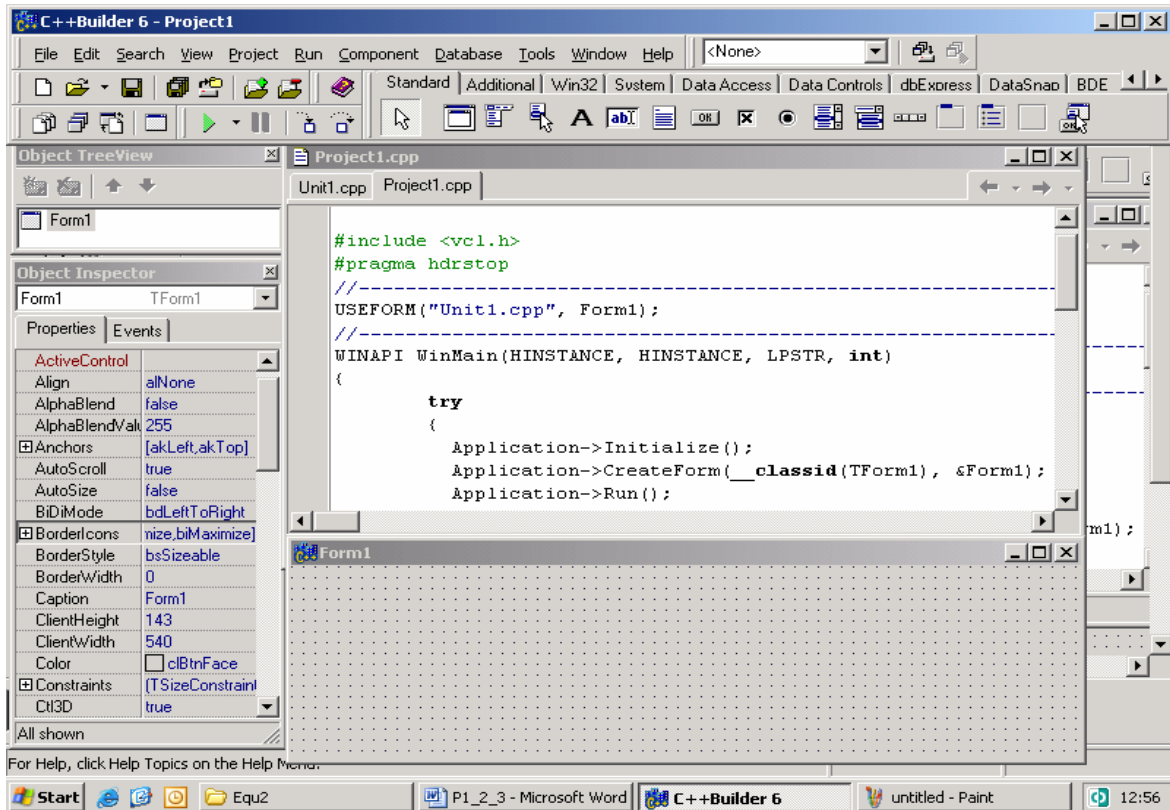 C++Builder 6 - Project1
File Edit Search View Project Run Component Database Tools Window Help <None>
Standard Additional Win32 System Data Access Data Controls dbExpress DataSnap BDE
A ab OK OK
Object TreeView
Form1
Object Inspector
Form1 TForm1
Properties Events
ActiveControl
Align alNone
AlphaBlend false
AlphaBlendValu 255
Anchors [akLeft,akTop]
AutoScroll true
AutoSize false
BiDiMode bdLeftToRight
BorderIcons nize,biMaximize]
BorderStyle bsSizeable
BorderWidth 0
Caption Form1
ClientHeight 143
ClientWidth 540
Color clBtnFace
Constraints (TSizeConstraint
Ctl3D true
All shown
Project1.cpp
Unit1.cpp Project1.cpp
#include <vcl.h>
#pragma hdrstop
//---------------------------------------------------------------
USEFORM("Unit1.cpp", Form1);
//---------------------------------------------------------------
WINAPI WinMain(HINSTANCE, HINSTANCE, LPSTR, int)
{
try
{
Application->Initialize();
Application->CreateForm(__classid(TForm1), &Form1);
Application->Run();
m1);
Form1
For Help, click Help Topics on the Help Menu.
Start Equ2 P1_2_3 - Microsoft Word C++Builder 6 untitled - Paint 12:56